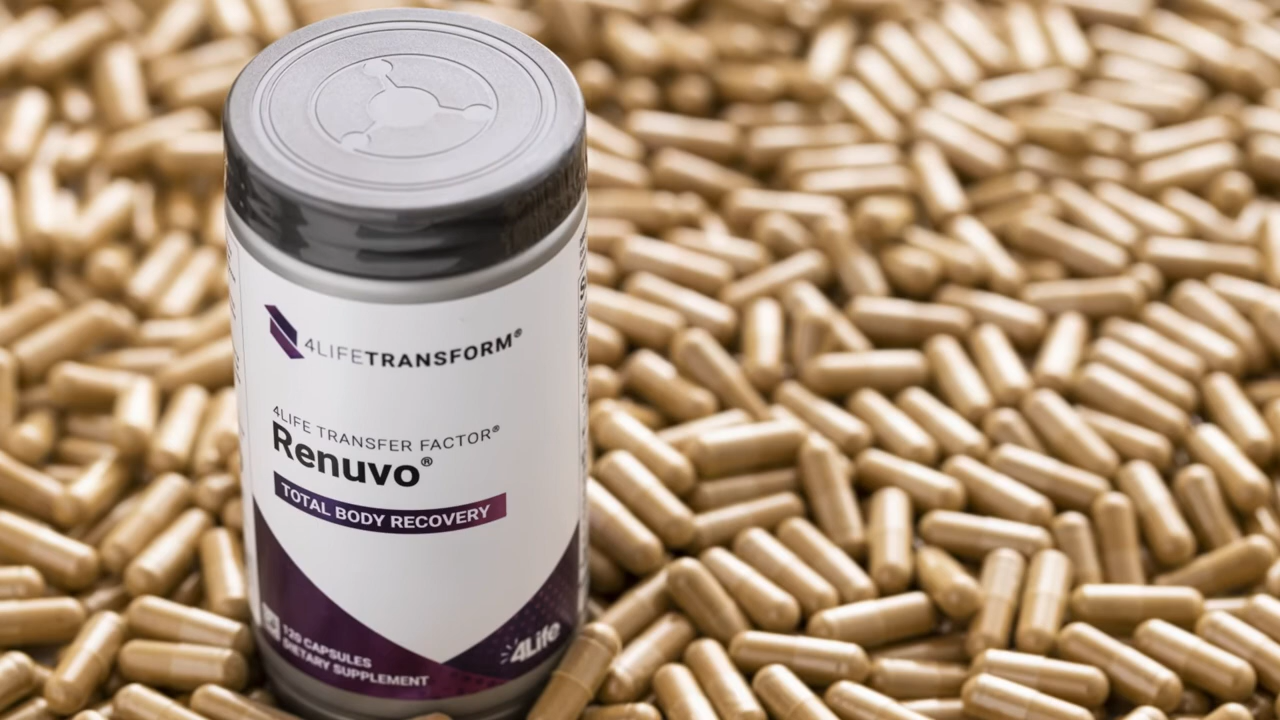 4LIFETRANSFORM®
4LIFE TRANSFER FACTOR®
Renuvo®
TOTAL BODY RECOVERY
120 CAPSULES
DIETARY SUPPLEMENT
4Life